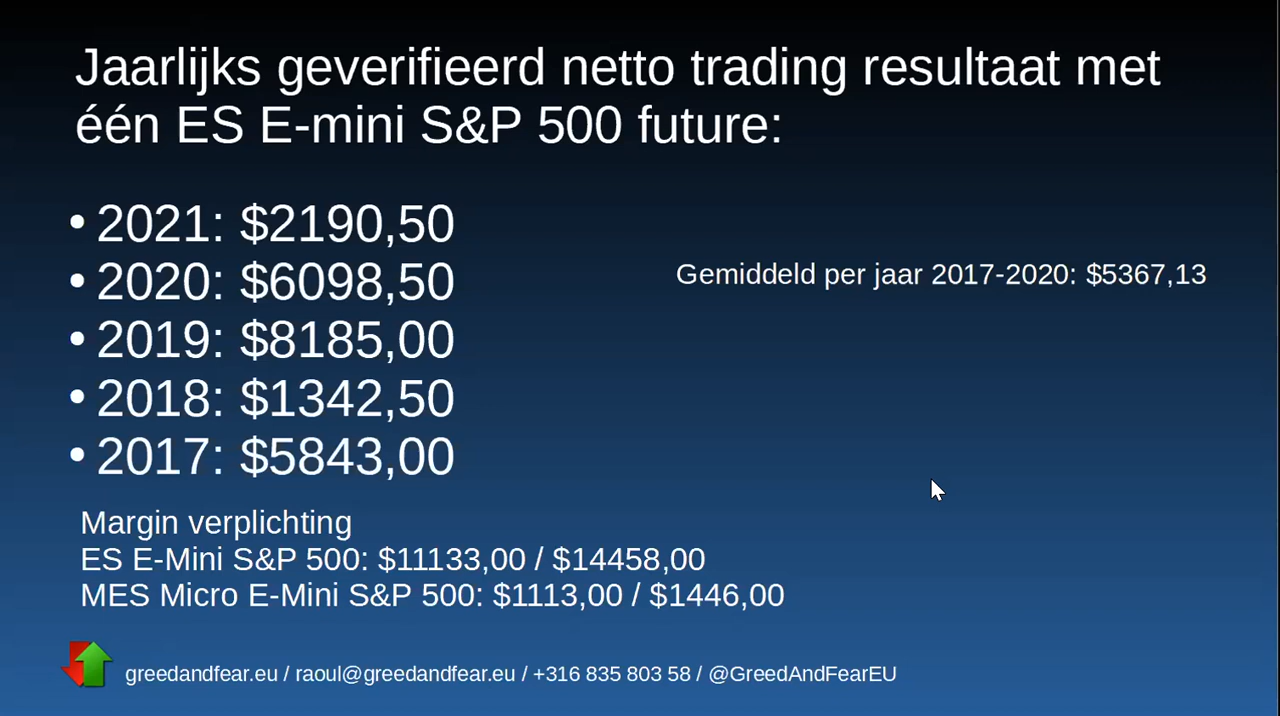 Jaarlijks geverifieerd netto trading resultaat met
één ES E-mini S&P 500 future:
• 2021: $2190,50
• 2020: $6098,50
Gemiddeld per jaar 2017-2020: $5367,13
• 2019: $8185,00
• 2018: $1342,50
• 2017: $5843,00
Margin verplichting
ES E-Mini S&P 500: $11133,00 / $14458,00
MES Micro E-Mini S&P 500: $1113,00 / $1446,00
greedandfear.eu / raoul@greedandfear.eu / +316 835 803 58 / @GreedAndFearEU